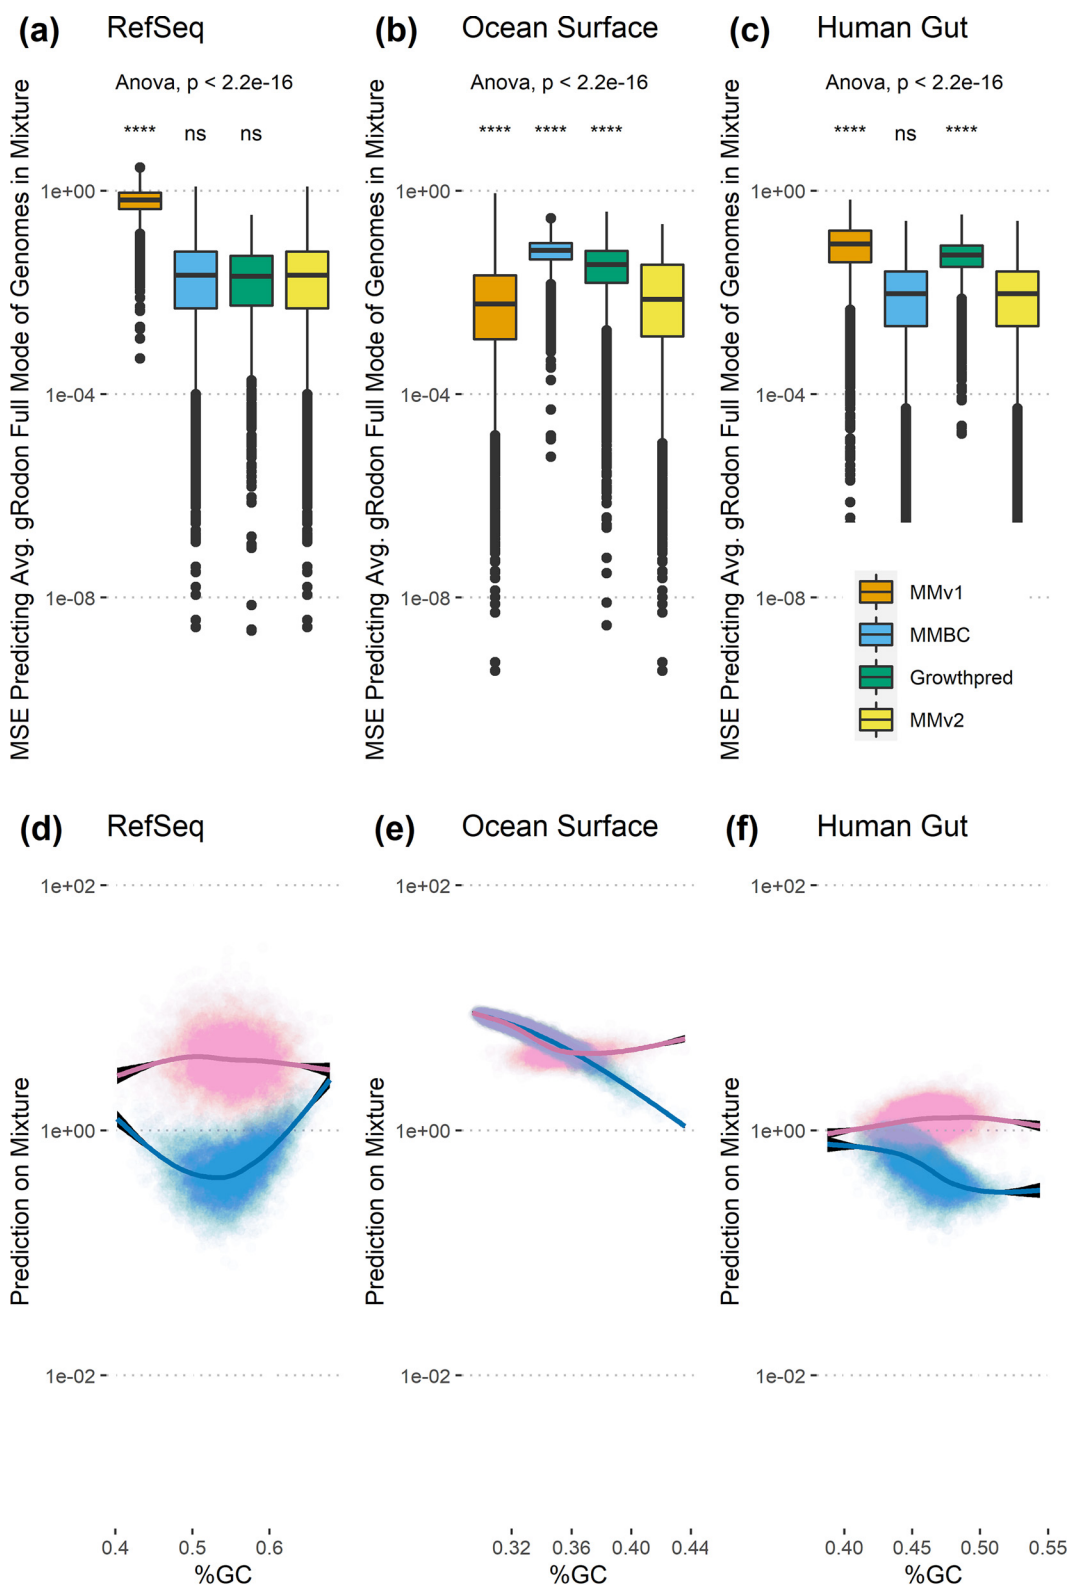 (a) RefSeq
Anova, p < 2.2e-16
**** ns ns
MSE Predicting Avg. gRodon Full Mode of Genomes in Mixture
1e+00
1e-04
1e-08
(b) Ocean Surface
Anova, p < 2.2e-16
**** **** ****
MSE Predicting Avg. gRodon Full Mode of Genomes in Mixture
1e+00
1e-04
1e-08
(c) Human Gut
Anova, p < 2.2e-16
**** ns ****
MSE Predicting Avg. gRodon Full Mode of Genomes in Mixture
1e+00
1e-04
1e-08
MMv1
MMBC
Growthpred
MMv2
(d) RefSeq
Prediction on Mixture
1e+02
1e+00
1e-02
0.4 0.5 0.6
%GC
(e) Ocean Surface
Prediction on Mixture
1e+02
1e+00
1e-02
0.32 0.36 0.40 0.44
%GC
(f) Human Gut
Prediction on Mixture
1e+02
1e+00
1e-02
0.40 0.45 0.50 0.55
%GC